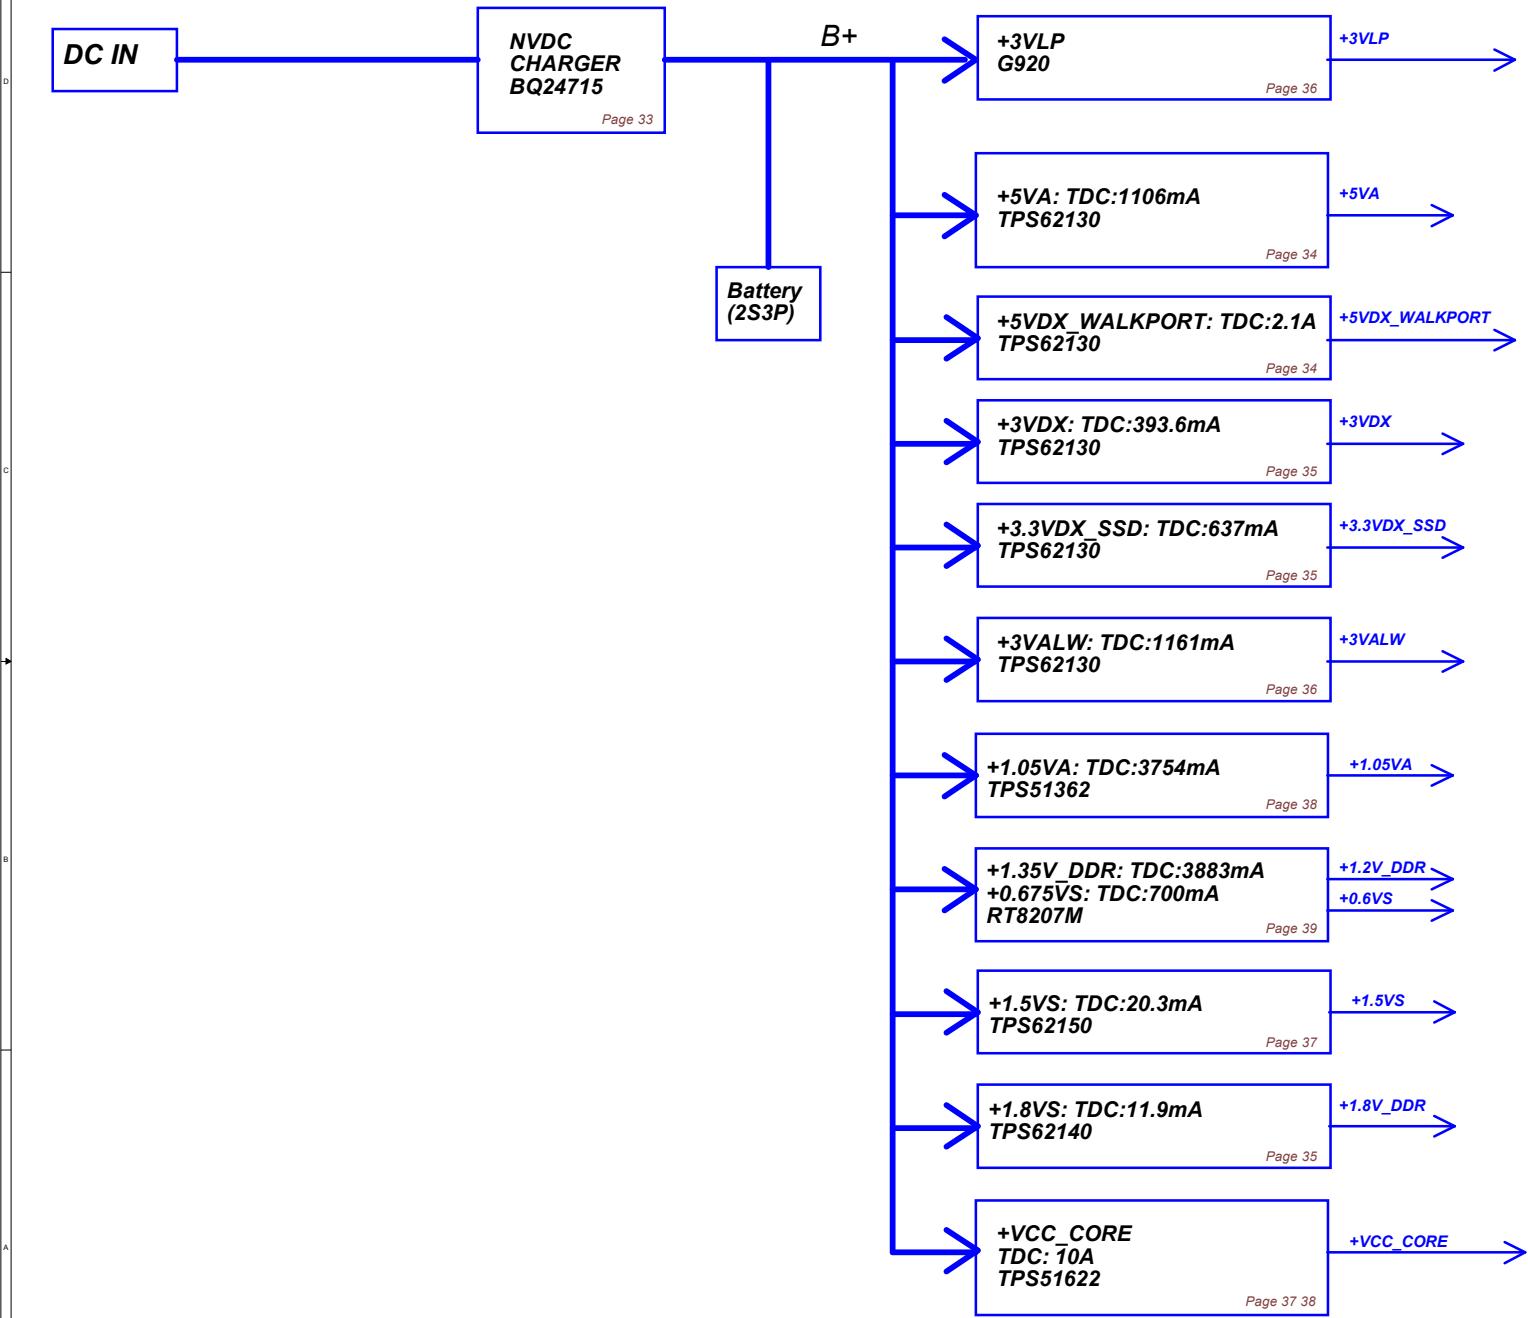 DC IN
NVDC
CHARGER
BQ24715
Page 33
B+
Battery
(2S3P)
+3VLP
G920
Page 36
+3VLP
+5VA: TDC:1106mA
TPS62130
Page 34
+5VA
+5VDX_WALKPORT: TDC:2.1A
TPS62130
Page 34
+5VDX_WALKPORT
+3VDX: TDC:393.6mA
TPS62130
Page 35
+3VDX
+3.3VDX_SSD: TDC:637mA
TPS62130
Page 35
+3.3VDX_SSD
+3VALW: TDC:1161mA
TPS62130
Page 36
+3VALW
+1.05VA: TDC:3754mA
TPS51362
Page 38
+1.05VA
+1.35V_DDR: TDC:3883mA
+0.675VS: TDC:700mA
RT8207M
Page 39
+1.2V_DDR
+0.6VS
+1.5VS: TDC:20.3mA
TPS62150
Page 37
+1.5VS
+1.8VS: TDC:11.9mA
TPS62140
Page 35
+1.8V_DDR
+VCC_CORE
TDC: 10A
TPS51622
Page 37 38
+VCC_CORE
D
C
B
A